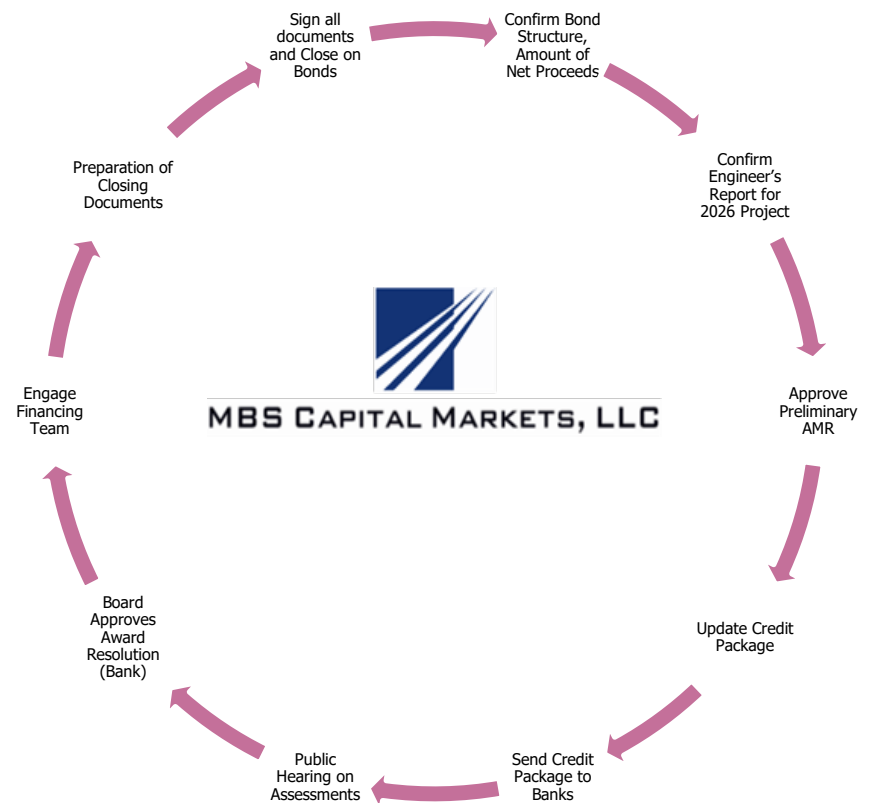 Sign all
documents
and Close on
Bonds
Confirm Bond
Structure,
Amount of
Net Proceeds
Confirm
Engineer’s
Report for
2026 Project
Approve
Preliminary
AMR
Update Credit
Package
Send Credit
Package to
Banks
Public
Hearing on
Assessments
Board
Approves
Award
Resolution
(Bank)
Engage
Financing
Team
Preparation of
Closing
Documents
MBS CAPITAL MARKETS, LLC